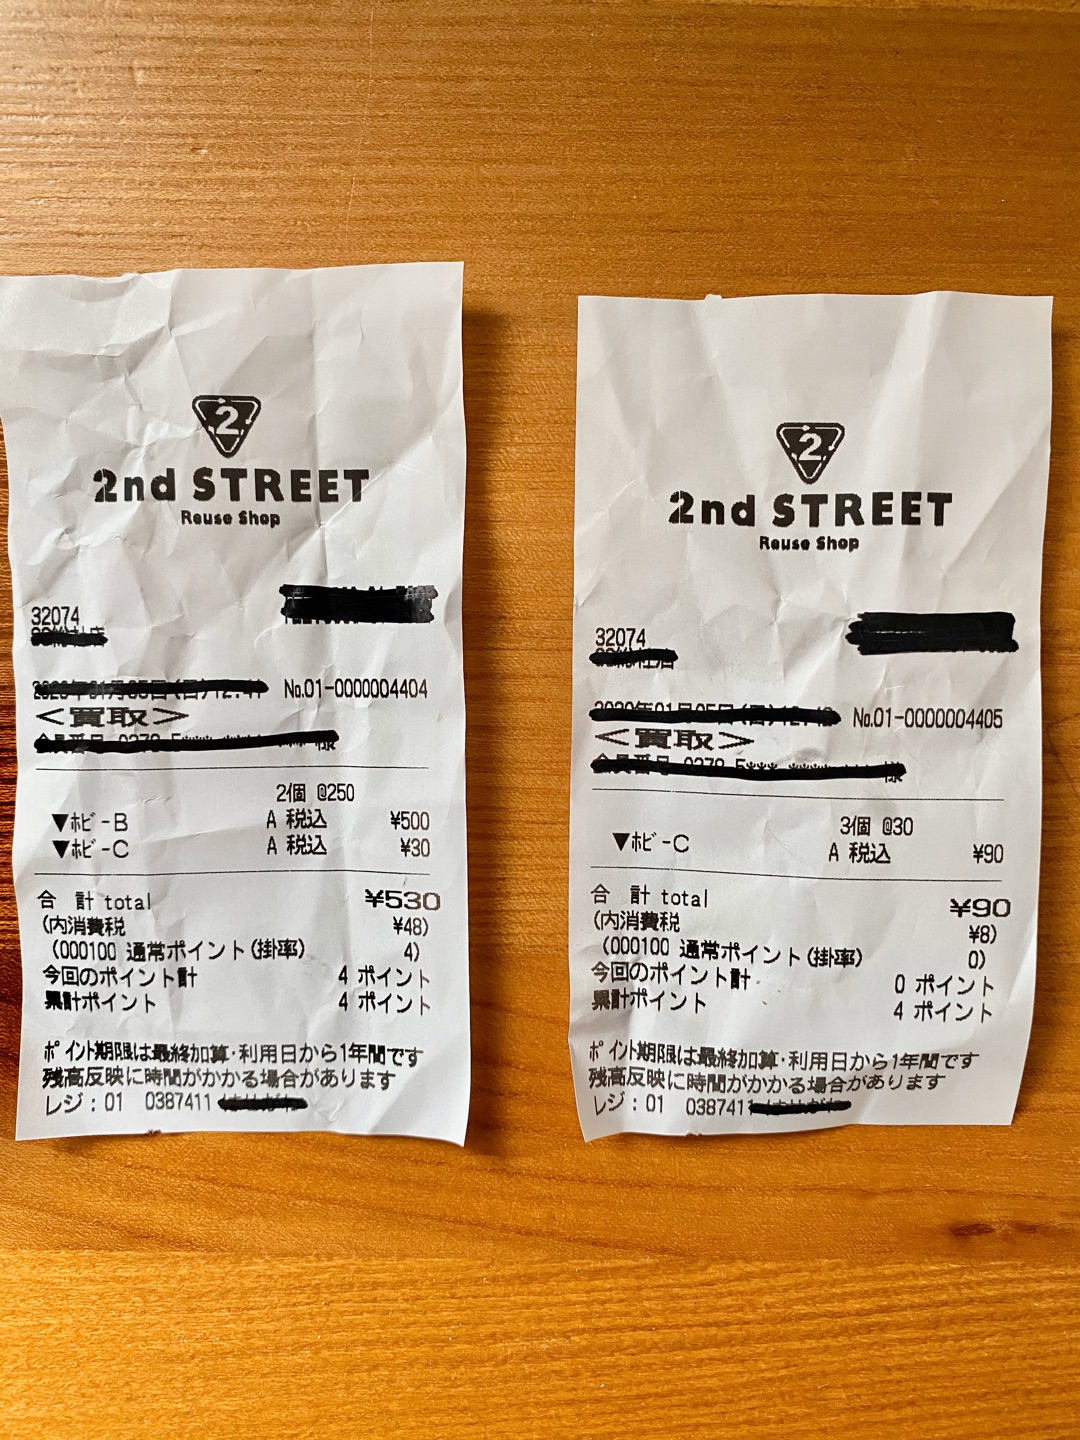 2
2nd STREET
Reuse Shop
32074
No.01-0000004404
＜買取＞
2個 @250
▼ホビーB A 税込 ¥500
▼ホビーC A 税込 ¥30
合 計 total ¥530
(内消費税 ¥48)
(000100 通常ポイント(掛率) 4)
今回のポイント計 4 ポイント
累計ポイント 4 ポイント
ポイント期限は最終加算・利用日から1年間です
残高反映に時間がかかる場合があります
レジ：01 0387411
2
2nd STREET
Reuse Shop
32074
No.01-0000004405
＜買取＞
3個 @30
▼ホビーC A 税込 ¥90
合 計 total ¥90
(内消費税 ¥8)
(000100 通常ポイント(掛率) 0)
今回のポイント計 0 ポイント
累計ポイント 4 ポイント
ポイント期限は最終加算・利用日から1年間です
残高反映に時間がかかる場合があります
レジ：01 0387411